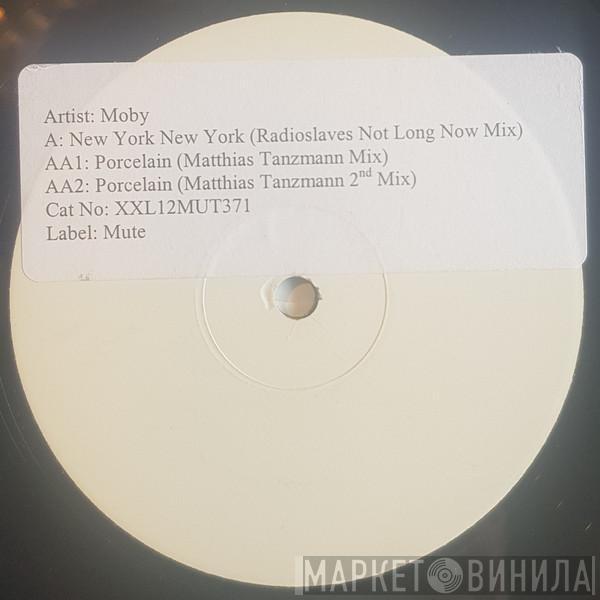 Artist: Moby
A: New York New York (Radioslaves Not Long Now Mix)
AA1: Porcelain (Matthias Tanzmann Mix)
AA2: Porcelain (Matthias Tanzmann 2nd Mix)
Cat No: XXL12MUT371
Label: Mute
МАРКЕТ ВИНИЛА